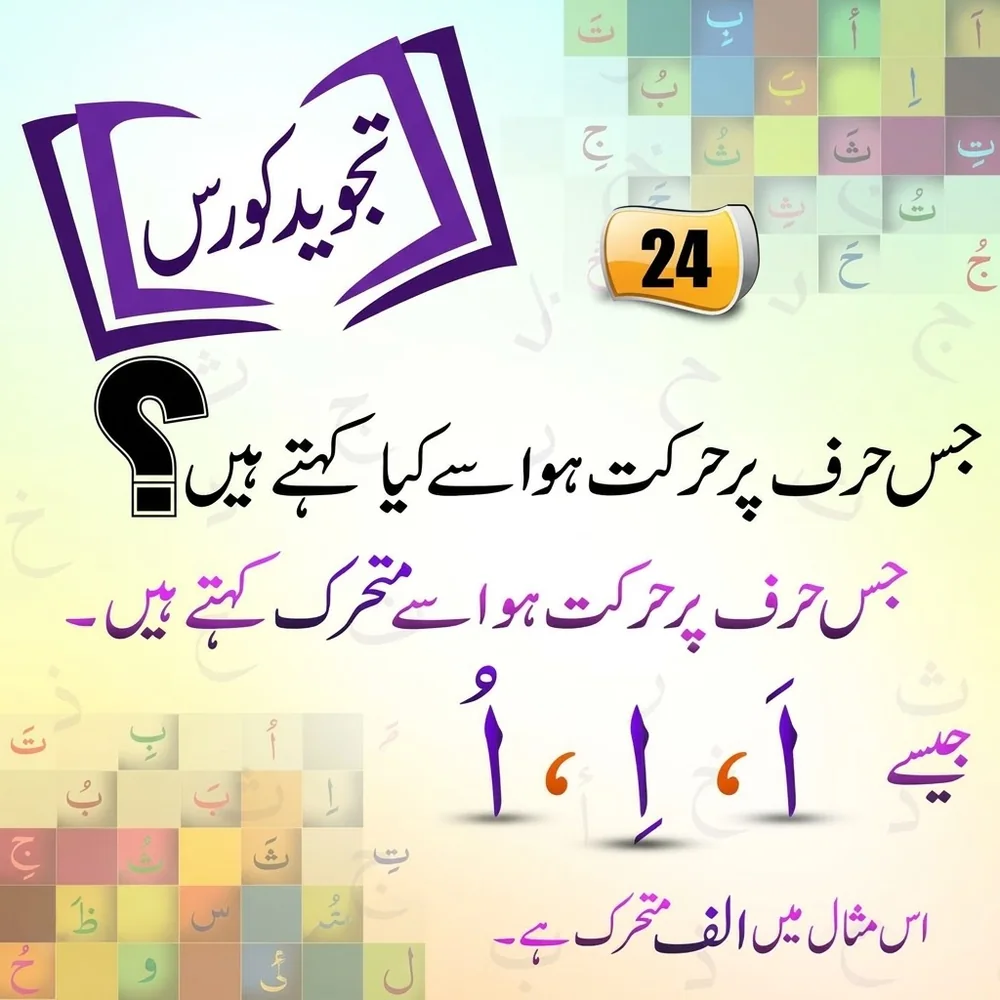 تجوید کورس
24
جس حرف پر حرکت ہو اسے کیا کہتے ہیں؟
جس حرف پر حرکت ہو اسے متحرک کہتے ہیں۔
جیسے اَ ، اِ ، اُ
اس مثال میں الف متحرک ہے۔